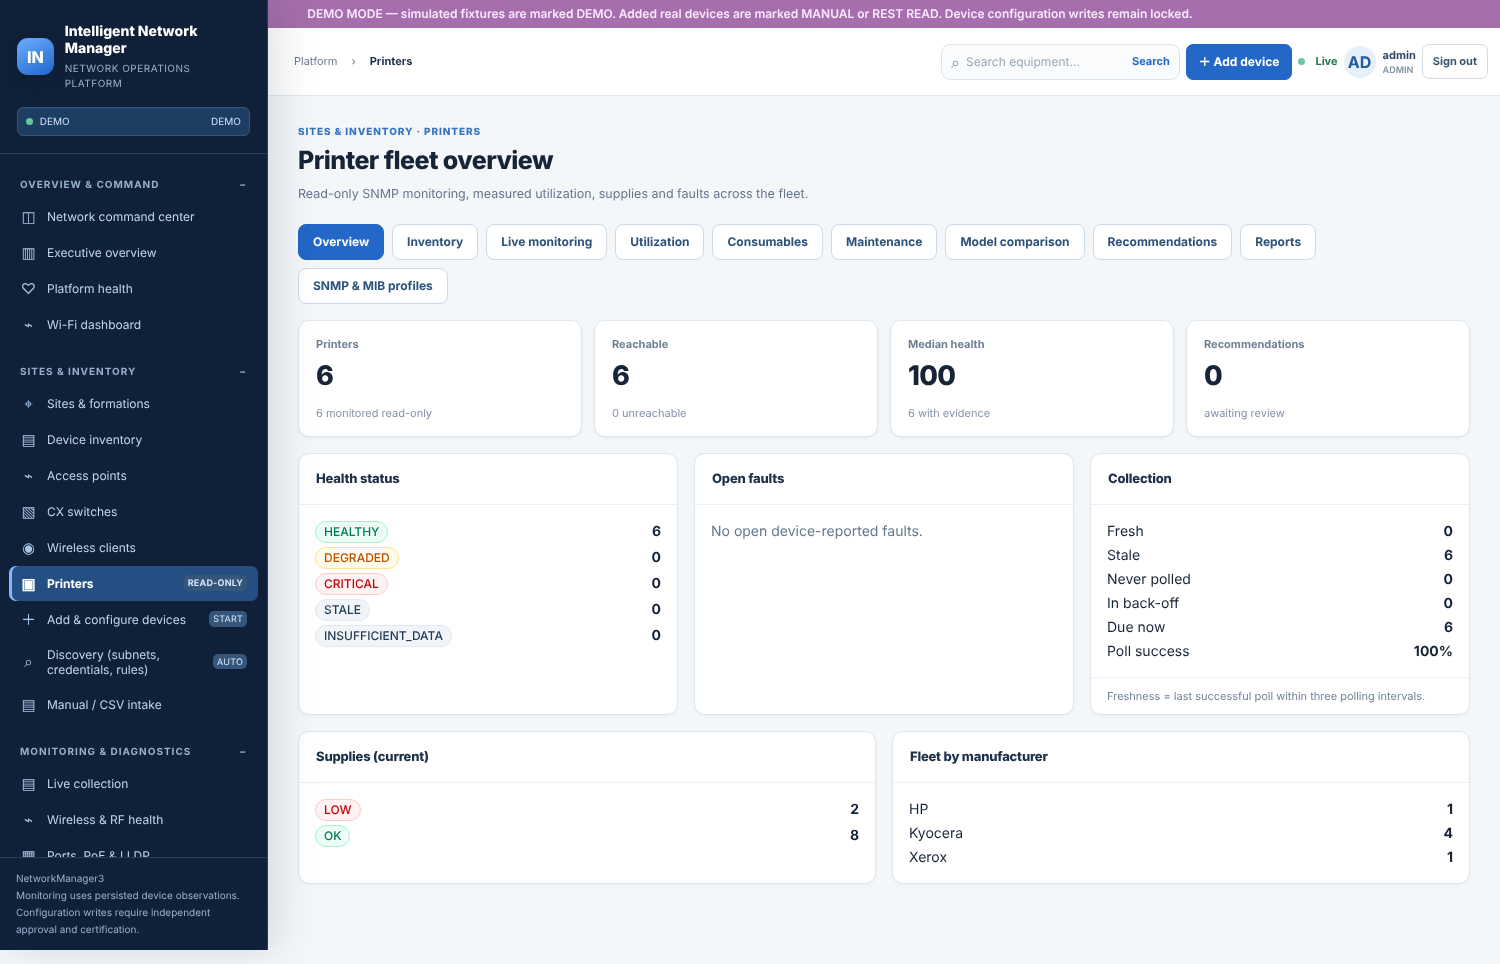 DEMO MODE — simulated fixtures are marked DEMO. Added real devices are marked MANUAL or REST READ. Device configuration writes remain locked.
IN
Intelligent Network
Manager
NETWORK OPERATIONS
PLATFORM
DEMO DEMO
OVERVIEW & COMMAND –
Network command center
Executive overview
Platform health
Wi-Fi dashboard
SITES & INVENTORY –
Sites & formations
Device inventory
Access points
CX switches
Wireless clients
Printers READ-ONLY
Add & configure devices START
Discovery (subnets,
credentials, rules) AUTO
Manual / CSV intake
MONITORING & DIAGNOSTICS –
Live collection
Wireless & RF health
Ports, PoE & LLDP
NetworkManager3
Monitoring uses persisted device observations.
Configuration writes require independent
approval and certification.
Platform › Printers
Search equipment... Search
+ Add device
Live
AD
admin
ADMIN
Sign out
SITES & INVENTORY · PRINTERS
Printer fleet overview
Read-only SNMP monitoring, measured utilization, supplies and faults across the fleet.
Overview Inventory Live monitoring Utilization Consumables Maintenance Model comparison Recommendations Reports
SNMP & MIB profiles
Printers
6
6 monitored read-only
Reachable
6
0 unreachable
Median health
100
6 with evidence
Recommendations
0
awaiting review
Health status
HEALTHY 6
DEGRADED 0
CRITICAL 0
STALE 0
INSUFFICIENT_DATA 0
Open faults
No open device-reported faults.
Collection
Fresh 0
Stale 6
Never polled 0
In back-off 0
Due now 6
Poll success 100%
Freshness = last successful poll within three polling intervals.
Supplies (current)
LOW 2
OK 8
Fleet by manufacturer
HP 1
Kyocera 4
Xerox 1